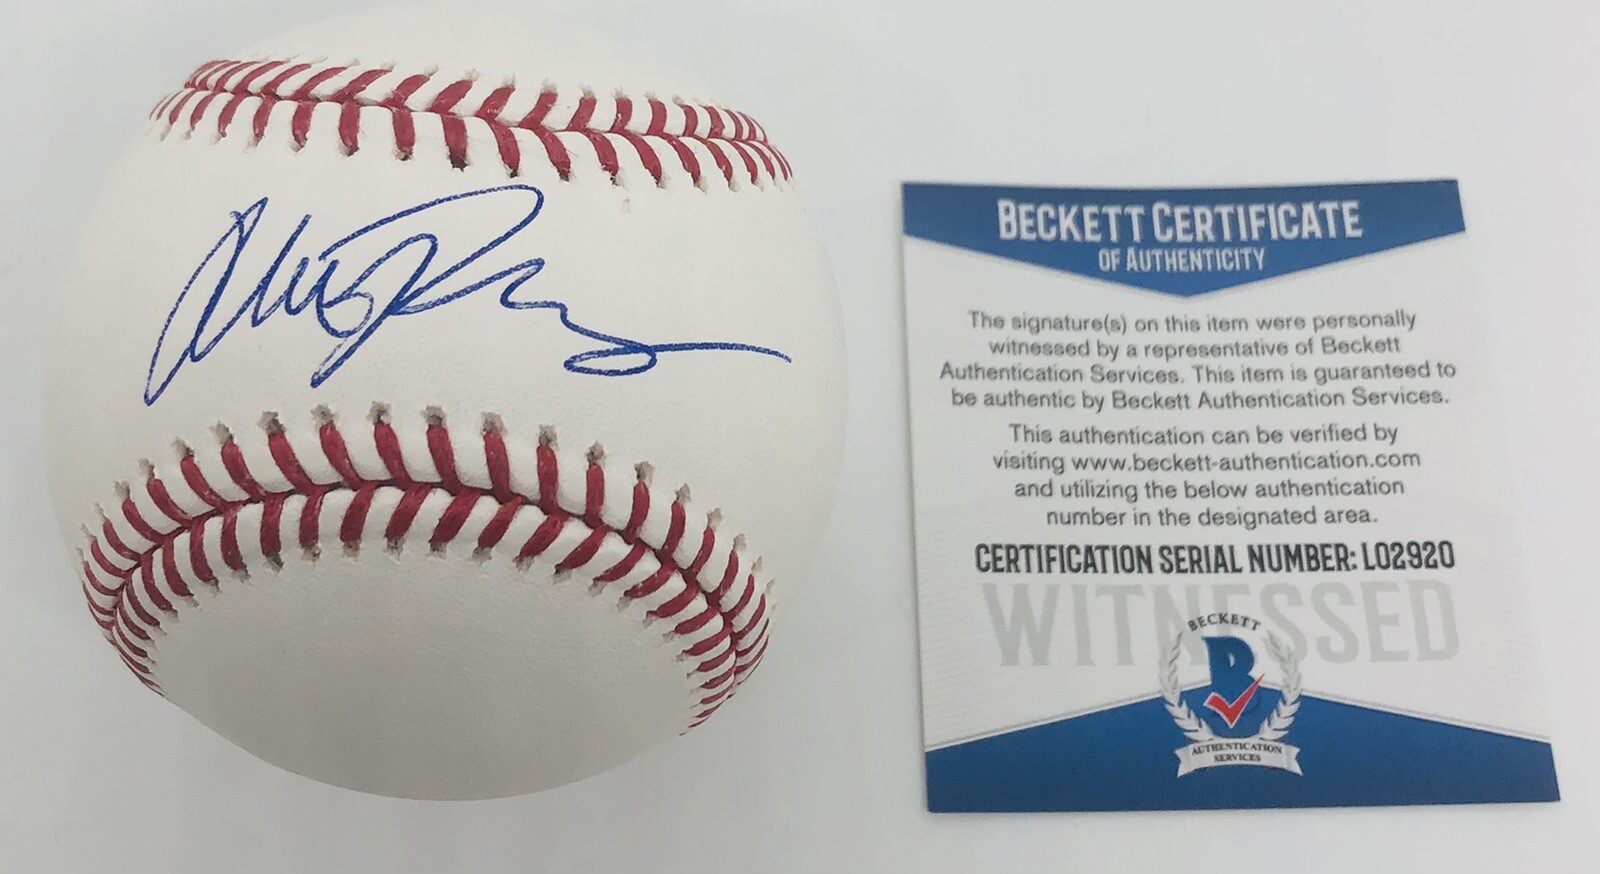 BECKETT CERTIFICATE
OF AUTHENTICITY
The signature(s) on this item were personally
witnessed by a representative of Beckett
Authentication Services. This item is guaranteed to
be authentic by Beckett Authentication Services.
This authentication can be verified by
visiting www.beckett-authentication.com
and utilizing the below authentication
number in the designated area.
CERTIFICATION SERIAL NUMBER: L02920
WITNESSED
BECKETT
B
AUTHENTICATION
SERVICES